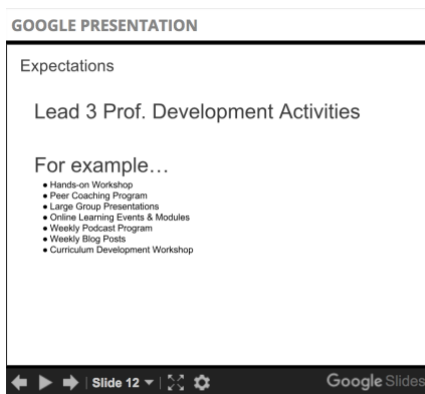 GOOGLE PRESENTATION
Expectations
Lead 3 Prof. Development Activities
For example…
● Hands-on Workshop
● Peer Coaching Program
● Large Group Presentations
● Online Learning Events & Modules
● Weekly Podcast Program
● Weekly Blog Posts
● Curriculum Development Workshop
Slide 12
Google Slides